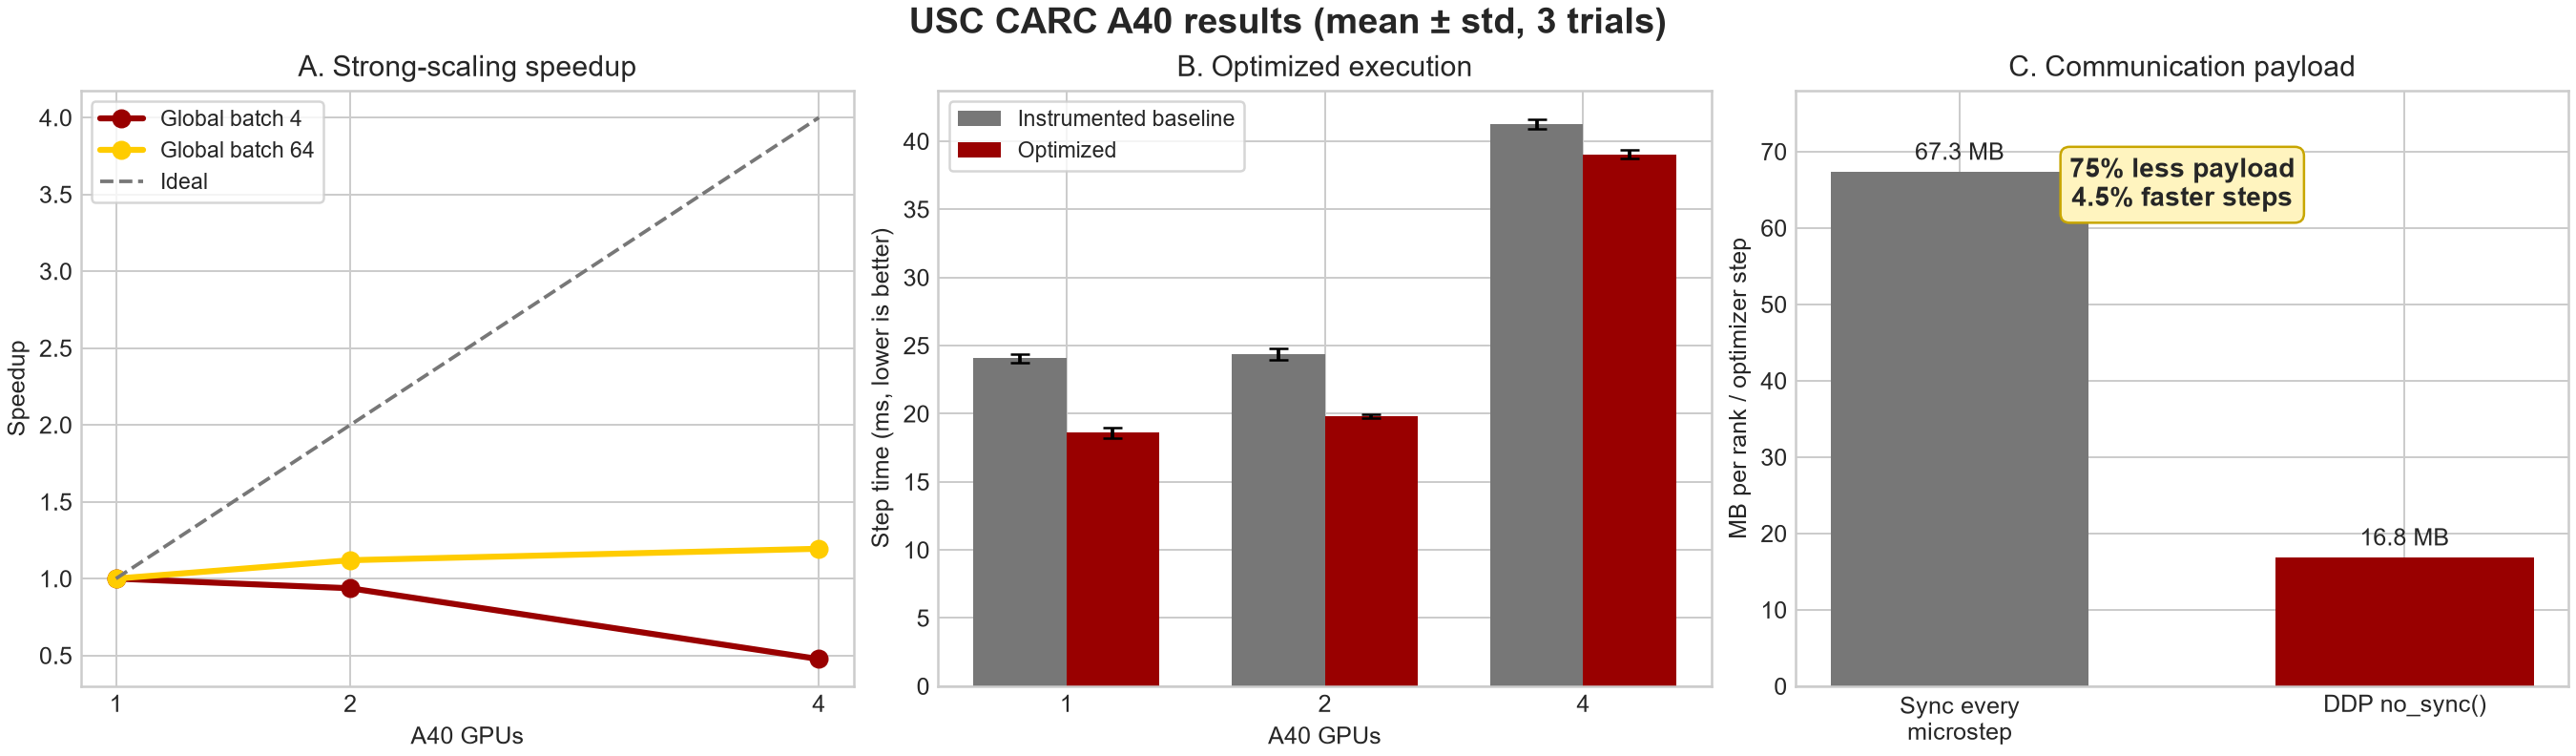 USC CARC A40 results (mean ± std, 3 trials)
A. Strong-scaling speedup
Speedup
4.0
3.5
3.0
2.5
2.0
1.5
1.0
0.5
Global batch 4
Global batch 64
Ideal
1
2
4
A40 GPUs
B. Optimized execution
Step time (ms, lower is better)
40
35
30
25
20
15
10
5
0
Instrumented baseline
Optimized
1
2
4
A40 GPUs
C. Communication payload
MB per rank / optimizer step
70
60
50
40
30
20
10
0
67.3 MB
75% less payload
4.5% faster steps
16.8 MB
Sync every
microstep
DDP no_sync()